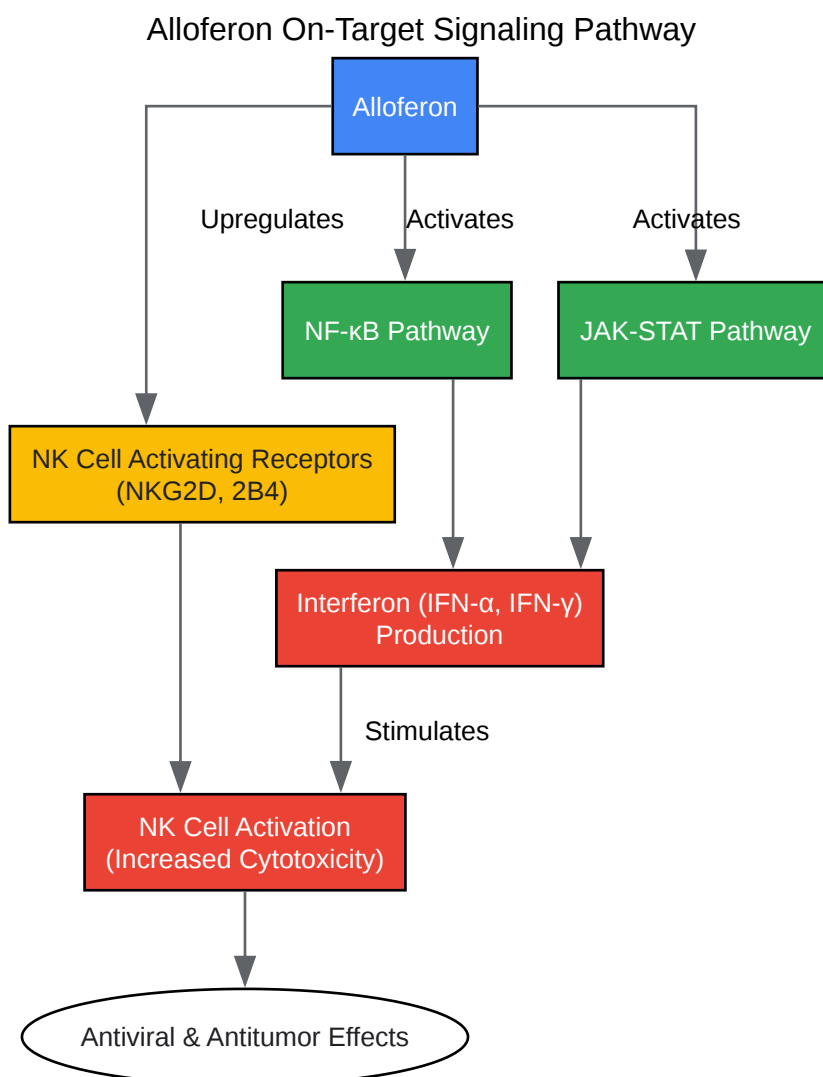 Alloferon On-Target Signaling Pathway
Alloferon
Upregulates
Activates
Activates
NF-κB Pathway
JAK-STAT Pathway
NK Cell Activating Receptors
(NKG2D, 2B4)
Interferon (IFN-α, IFN-γ)
Production
Stimulates
NK Cell Activation
(Increased Cytotoxicity)
Antiviral & Antitumor Effects